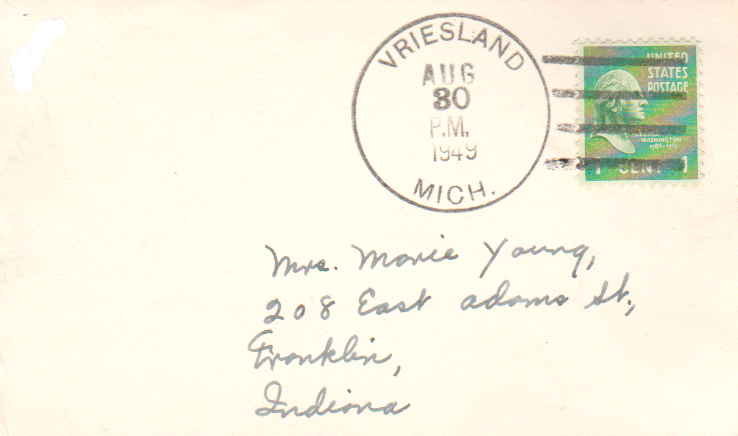 VRIESLAND
AUG
30
P.M.
1949
MICH.
UNITED
STATES
POSTAGE
WASHINGTON
1 CENT 1
Mrs. Marie Young,
208 East Adams St.,
Franklin,
Indiana